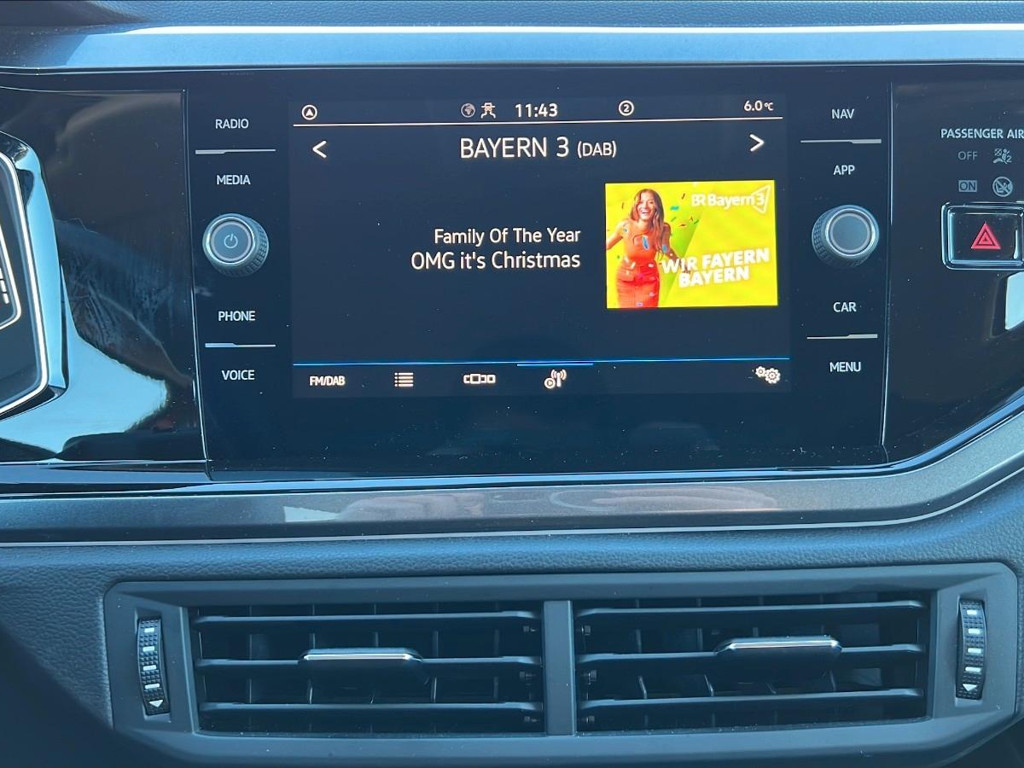 RADIO
MEDIA
PHONE
VOICE
11:43
2
6.0°C
BAYERN 3 (DAB)
Family Of The Year
OMG it's Christmas
BR Bayern 3
WIR FAYERN
BAYERN
FM/DAB
NAV
APP
CAR
MENU
PASSENGER AIR
OFF
ON